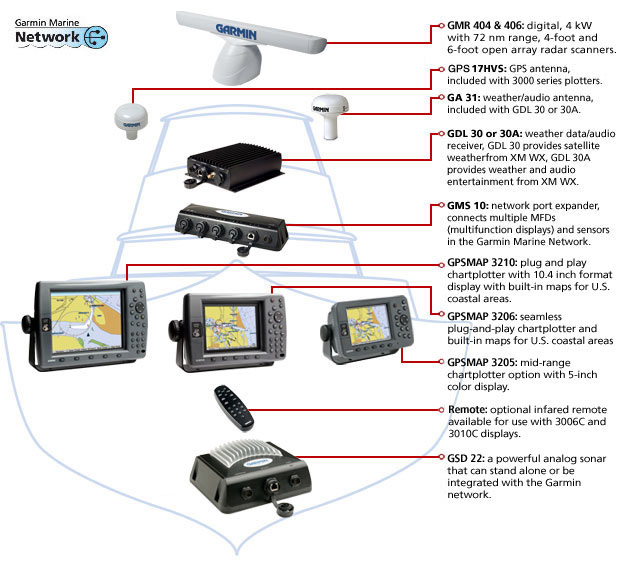 Garmin Marine
Network
GARMIN
GMR 404 & 406: digital, 4 kW
with 72 nm range, 4-foot and
6-foot open array radar scanners.
GPS 17HVS: GPS antenna,
included with 3000 series plotters.
GARMIN
GARMIN
GA 31: weather/audio antenna,
included with GDL 30 or 30A.
GDL 30 or 30A: weather data/audio
receiver, GDL 30 provides satellite
weatherfrom XM WX, GDL 30A
provides weather and audio
entertainment from XM WX.
GARMIN
GMS 10: network port expander,
connects multiple MFDs
(multifunction displays) and sensors
in the Garmin Marine Network.
GPSMAP 3210: plug and play
chartplotter with 10.4 inch format
display with built-in maps for U.S.
coastal areas.
GPSMAP 3206: seamless
plug-and-play chartplotter and
built-in maps for U.S. coastal areas
GPSMAP 3205: mid-range
chartplotter option with 5-inch
color display.
Remote: optional infared remote
available for use with 3006C and
3010C displays.
GARMIN
GSD 22: a powerful analog sonar
that can stand alone or be
integrated with the Garmin
network.